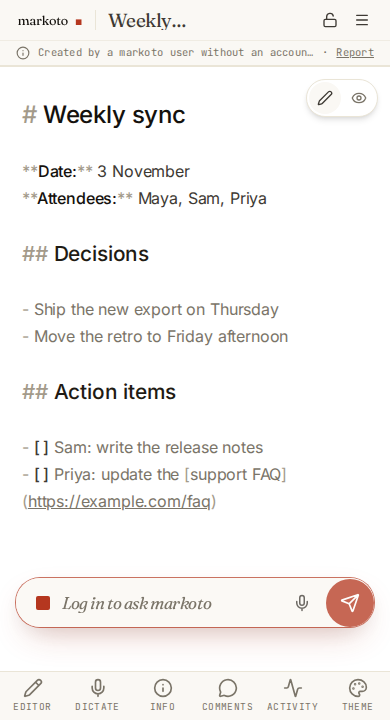 markoto
Weekly…
Created by a markoto user without an accoun… · Report
# Weekly sync
**Date:** 3 November
**Attendees:** Maya, Sam, Priya
## Decisions
- Ship the new export on Thursday
- Move the retro to Friday afternoon
## Action items
- [ ] Sam: write the release notes
- [ ] Priya: update the [support FAQ]
(https://example.com/faq)
Log in to ask markoto
EDITOR DICTATE INFO COMMENTS ACTIVITY THEME